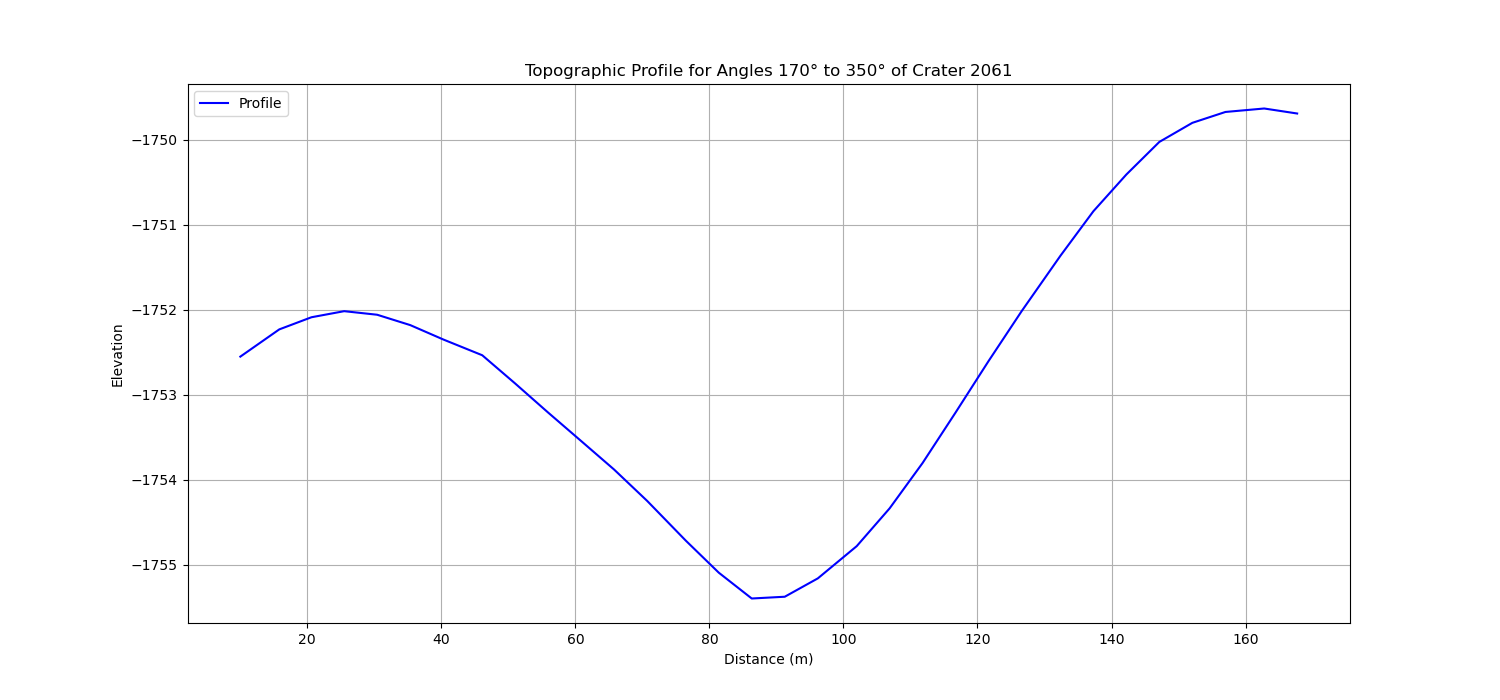 Topographic Profile for Angles 170° to 350° of Crater 2061
Profile
−1750
−1751
−1752
−1753
−1754
−1755
Elevation
20 40 60 80 100 120 140 160
Distance (m)